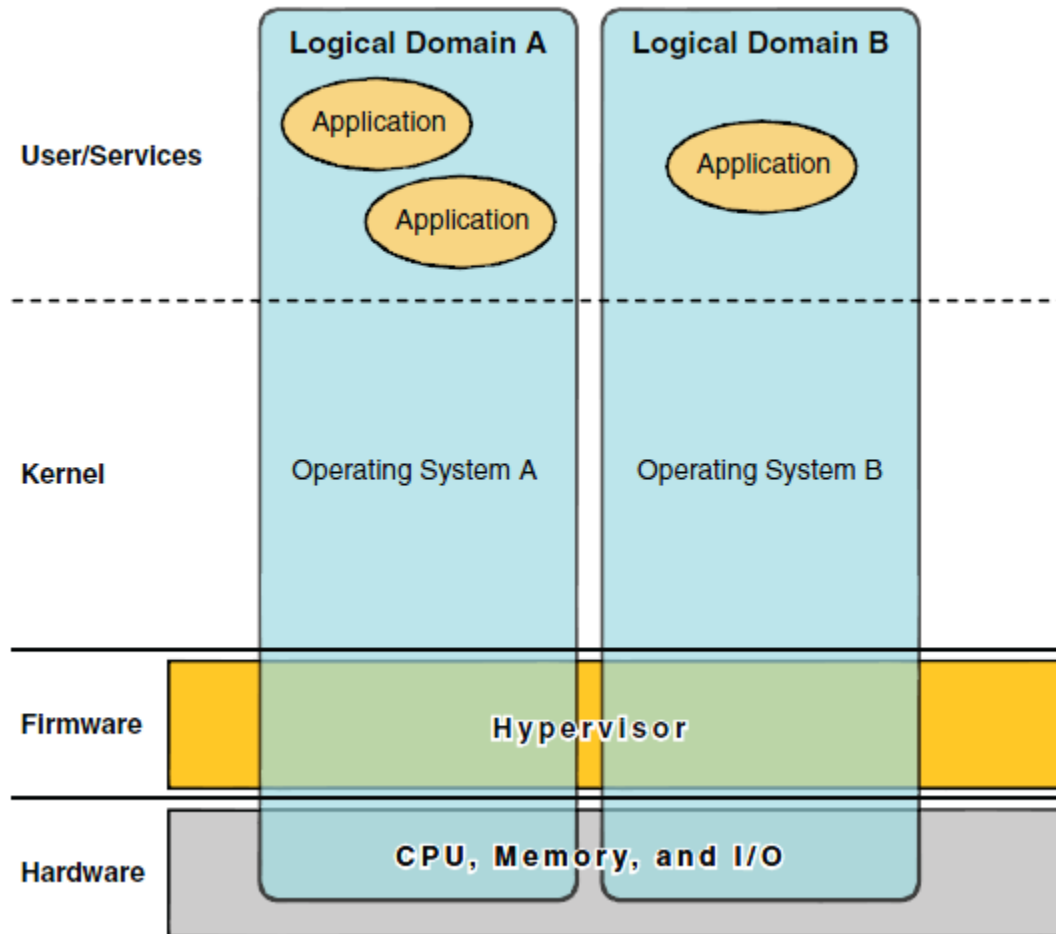 Logical Domain A
Logical Domain B
Application
Application
User/Services
Application
Kernel
Operating System A
Operating System B
Firmware
Hypervisor
Hardware
CPU, Memory, and I/O